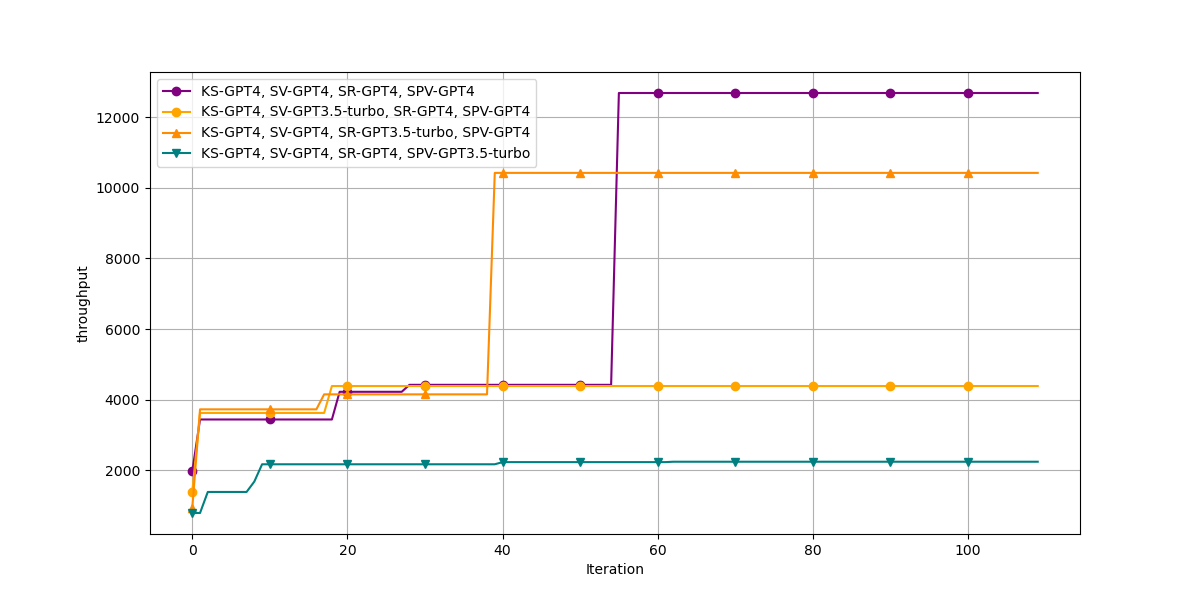 KS-GPT4, SV-GPT4, SR-GPT4, SPV-GPT4
KS-GPT4, SV-GPT3.5-turbo, SR-GPT4, SPV-GPT4
KS-GPT4, SV-GPT4, SR-GPT3.5-turbo, SPV-GPT4
KS-GPT4, SV-GPT4, SR-GPT4, SPV-GPT3.5-turbo
12000
10000
8000
6000
4000
2000
throughput
0 20 40 60 80 100
Iteration